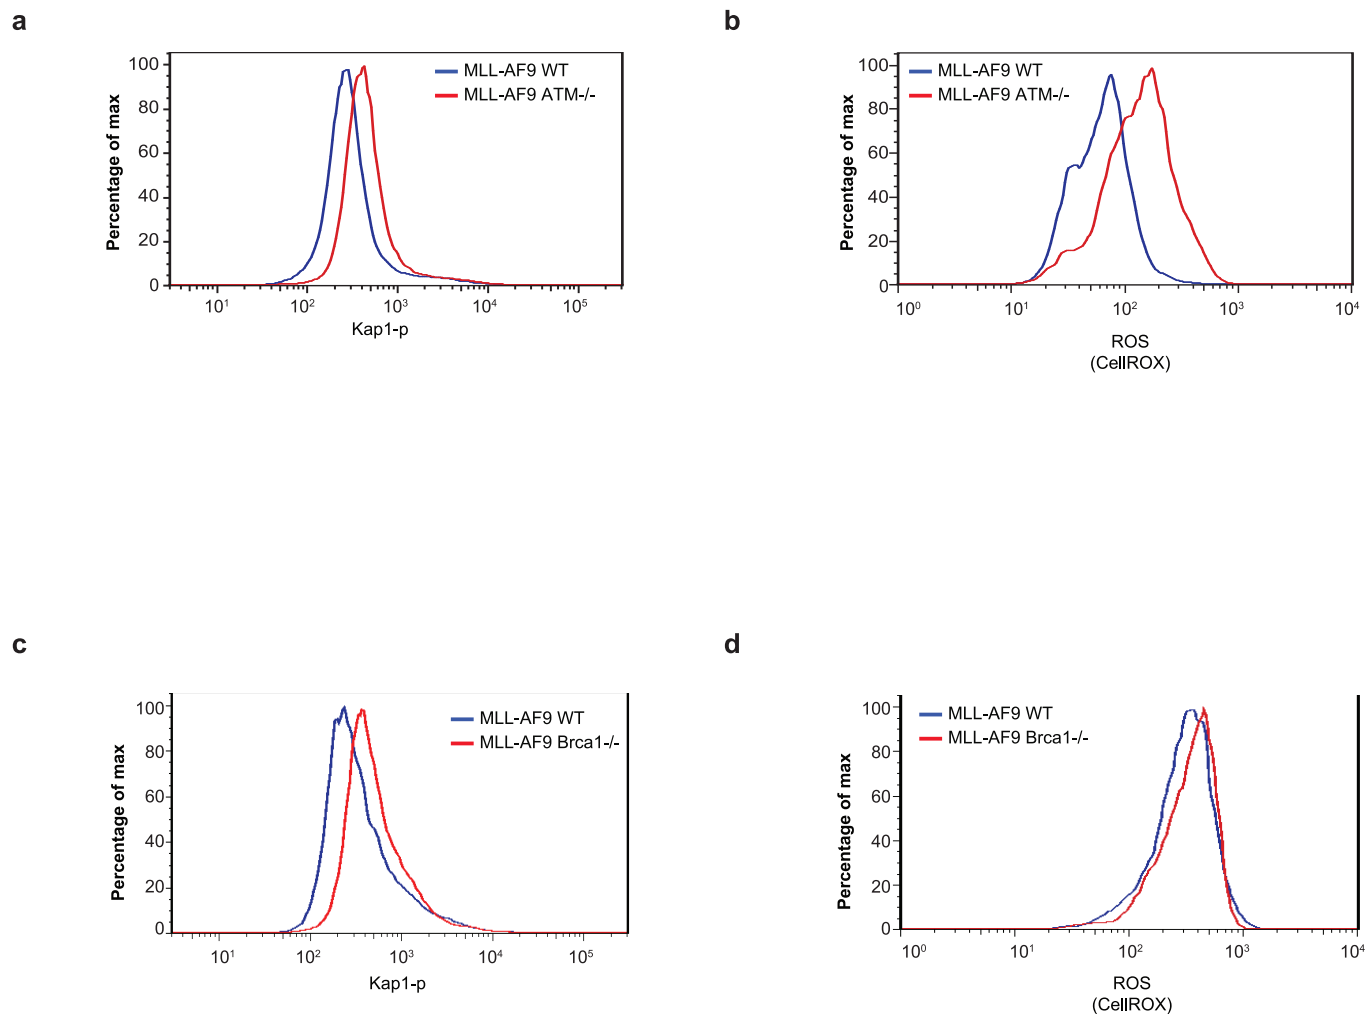 a
100
80
60
40
20
0
Percentage of max
MLL-AF9 WT
MLL-AF9 ATM-/-
10¹ 10² 10³ 10⁴ 10⁵
Kap1-p
b
100
80
60
40
20
0
Percentage of max
MLL-AF9 WT
MLL-AF9 ATM-/-
10⁰ 10¹ 10² 10³ 10⁴
ROS
(CellROX)
c
100
80
60
40
20
0
Percentage of max
MLL-AF9 WT
MLL-AF9 Brca1-/-
10¹ 10² 10³ 10⁴ 10⁵
Kap1-p
d
100
80
60
40
20
0
Percentage of max
MLL-AF9 WT
MLL-AF9 Brca1-/-
10⁰ 10¹ 10² 10³ 10⁴
ROS
(CellROX)